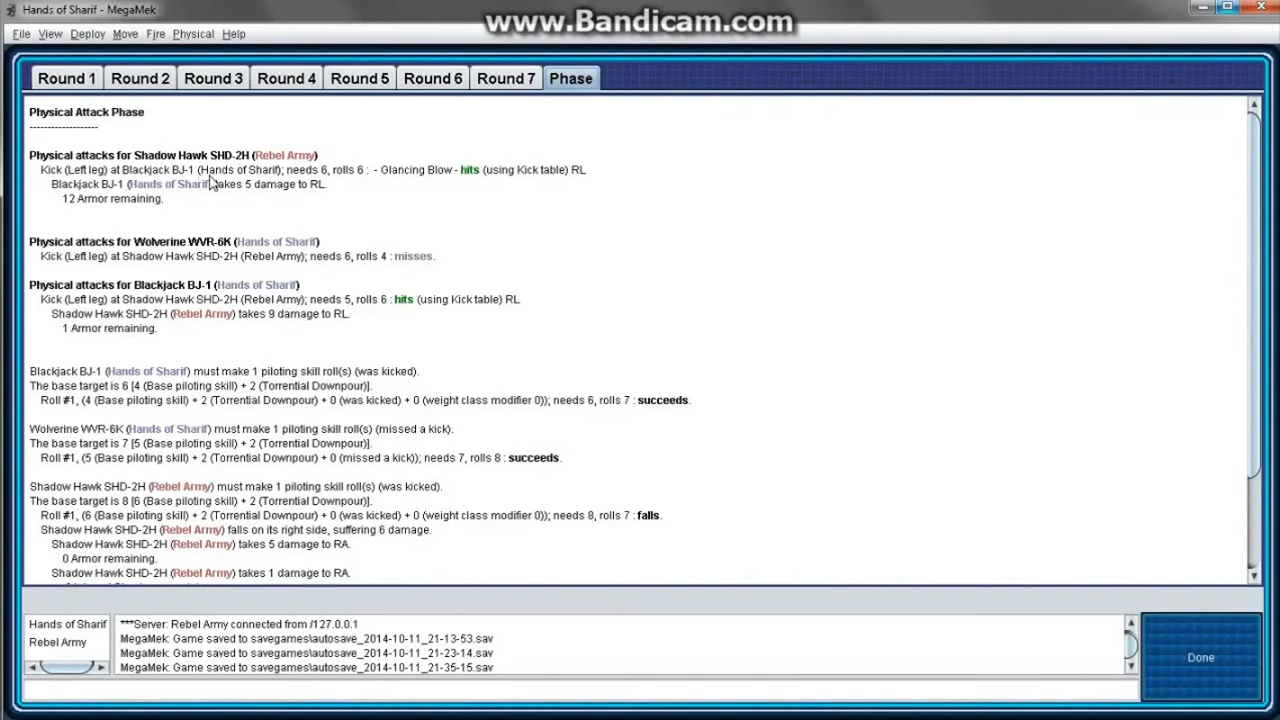 Hands of Sharif - MegaMek
www.Bandicam.com
File View Deploy Move Fire Physical Help
Round 1 Round 2 Round 3 Round 4 Round 5 Round 6 Round 7 Phase
Physical Attack Phase
-------------------
Physical attacks for Shadow Hawk SHD-2H (Rebel Army)
Kick (Left leg) at Blackjack BJ-1 (Hands of Sharif); needs 6, rolls 6 : - Glancing Blow - hits (using Kick table) RL
Blackjack BJ-1 (Hands of Sharif) takes 5 damage to RL.
12 Armor remaining.
Physical attacks for Wolverine WVR-6K (Hands of Sharif)
Kick (Left leg) at Shadow Hawk SHD-2H (Rebel Army); needs 6, rolls 4 : misses.
Physical attacks for Blackjack BJ-1 (Hands of Sharif)
Kick (Left leg) at Shadow Hawk SHD-2H (Rebel Army); needs 5, rolls 6 : hits (using Kick table) RL
Shadow Hawk SHD-2H (Rebel Army) takes 9 damage to RL.
1 Armor remaining.
Blackjack BJ-1 (Hands of Sharif) must make 1 piloting skill roll(s) (was kicked).
The base target is 6 [4 (Base piloting skill) + 2 (Torrential Downpour)].
Roll #1, (4 (Base piloting skill) + 2 (Torrential Downpour) + 0 (was kicked) + 0 (weight class modifier 0)); needs 6, rolls 7 : succeeds.
Wolverine WVR-6K (Hands of Sharif) must make 1 piloting skill roll(s) (missed a kick).
The base target is 7 [5 (Base piloting skill) + 2 (Torrential Downpour)].
Roll #1, (5 (Base piloting skill) + 2 (Torrential Downpour) + 0 (missed a kick)); needs 7, rolls 8 : succeeds.
Shadow Hawk SHD-2H (Rebel Army) must make 1 piloting skill roll(s) (was kicked).
The base target is 8 [6 (Base piloting skill) + 2 (Torrential Downpour)].
Roll #1, (6 (Base piloting skill) + 2 (Torrential Downpour) + 0 (was kicked) + 0 (weight class modifier 0)); needs 8, rolls 7 : falls.
Shadow Hawk SHD-2H (Rebel Army) falls on its right side, suffering 6 damage.
Shadow Hawk SHD-2H (Rebel Army) takes 5 damage to RA.
0 Armor remaining.
Shadow Hawk SHD-2H (Rebel Army) takes 1 damage to RA.
Hands of Sharif
Rebel Army
***Server: Rebel Army connected from /127.0.0.1
MegaMek: Game saved to savegames\autosave_2014-10-11_21-13-53.sav
MegaMek: Game saved to savegames\autosave_2014-10-11_21-23-14.sav
MegaMek: Game saved to savegames\autosave_2014-10-11_21-35-15.sav
Done